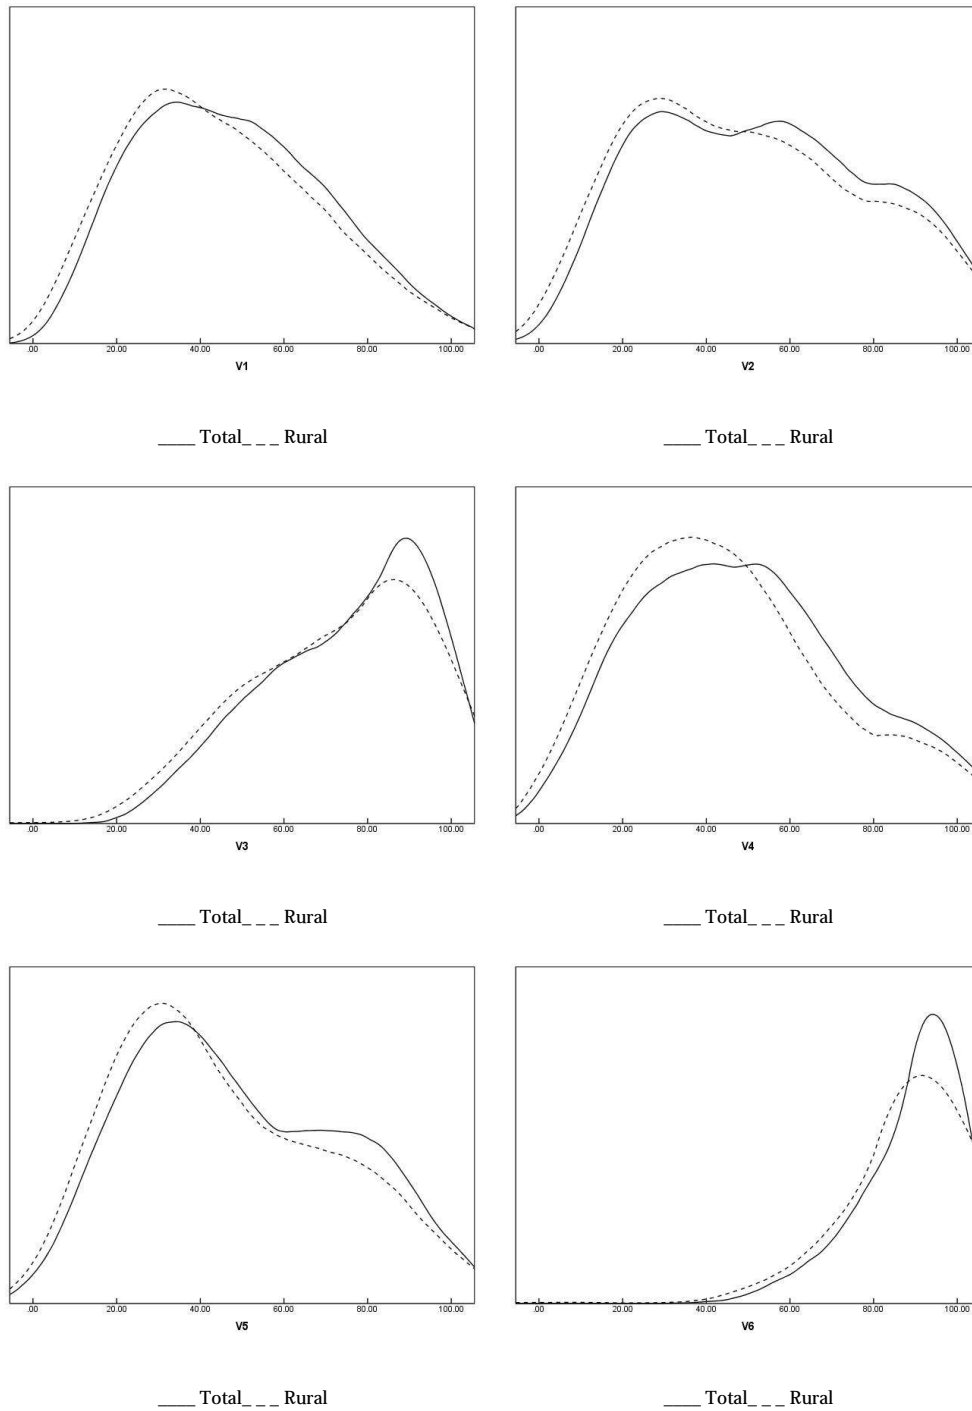 .00 20.00 40.00 60.00 80.00 100.00 .00 20.00 40.00 60.00 80.00 100.00
V1 V2
____ Total_ _ _ Rural ____ Total_ _ _ Rural
.00 20.00 40.00 60.00 80.00 100.00 .00 20.00 40.00 60.00 80.00 100.00
V3 V4
____ Total_ _ _ Rural ____ Total_ _ _ Rural
.00 20.00 40.00 60.00 80.00 100.00 .00 20.00 40.00 60.00 80.00 100.00
V5 V6
____ Total_ _ _ Rural ____ Total_ _ _ Rural